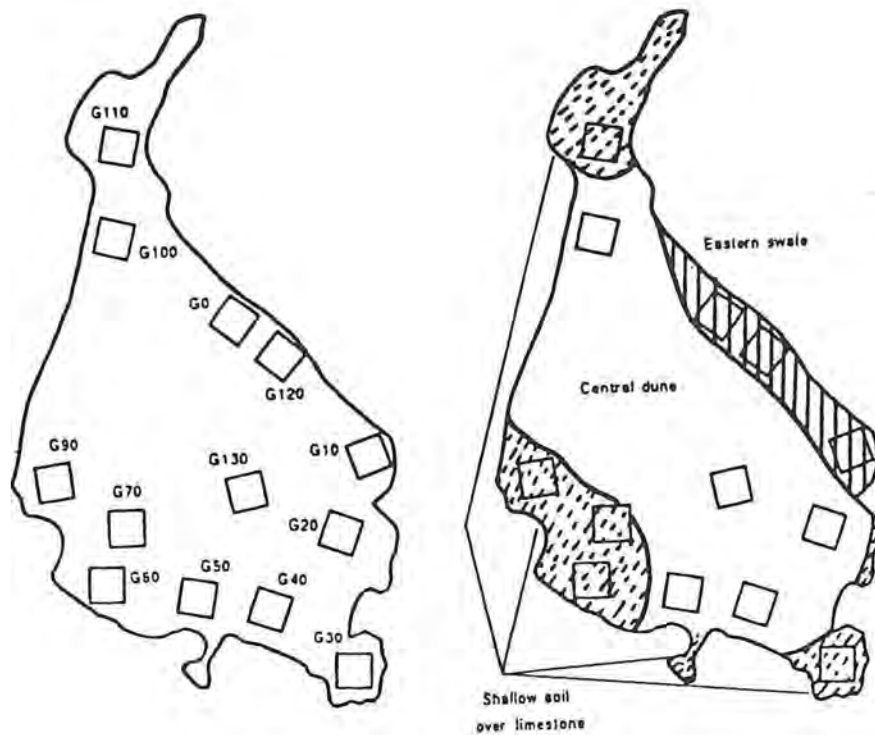 G110
G100
G0
G120
G90
G130
G10
G70
G20
G60
G50
G40
G30
Eastern swale
Central dune
Shallow soil
over limestone